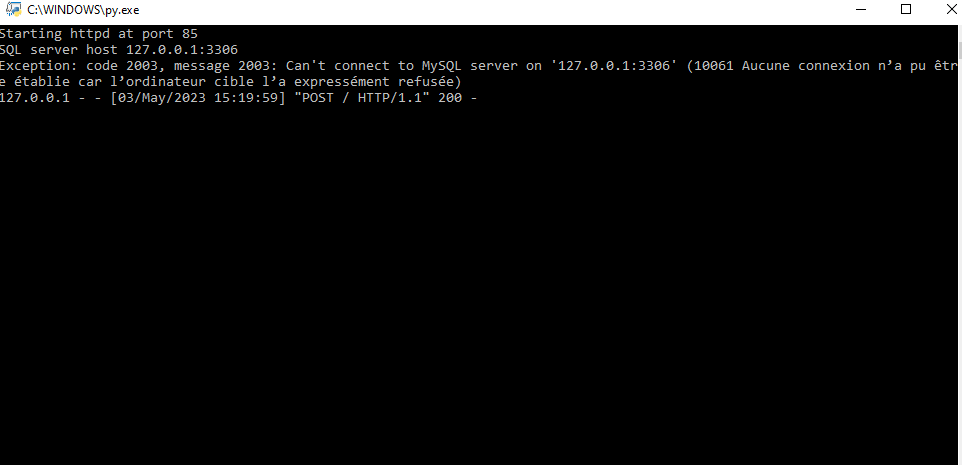 C:\WINDOWS\py.exe
Starting httpd at port 85
SQL server host 127.0.0.1:3306
Exception: code 2003, message 2003: Can't connect to MySQL server on '127.0.0.1:3306' (10061 Aucune connexion n’a pu êtr
e établie car l’ordinateur cible l’a expressément refusée)
127.0.0.1 - - [03/May/2023 15:19:59] "POST / HTTP/1.1" 200 -